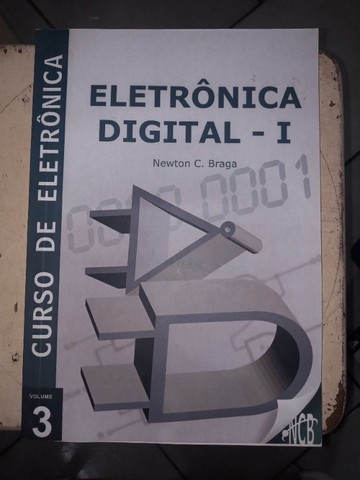 CURSO DE ELETRÔNICA
VOLUME
3
ELETRÔNICA
DIGITAL - I
Newton C. Braga
0001
NCB